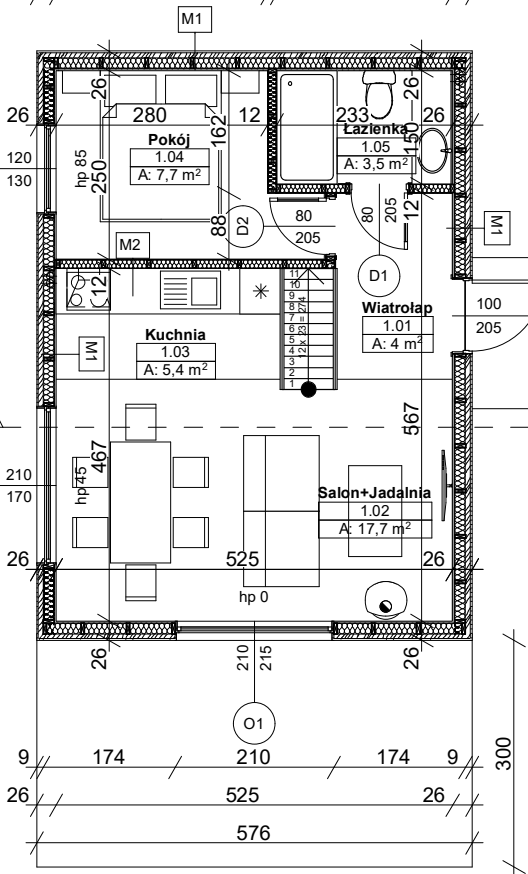 M1
26
26
26
280
12
233
26
162
150
Pokój
1.04
A: 7,7 m²
Łazienka
1.05
A: 3,5 m²
120
130
hp 85
250
88
D2
80
205
80
205
12
M1
M2
D1
12
11
10
9
8
7
6
5
4
3
2
1
12 x 23 = 274
Wiatrołap
1.01
A: 4 m²
100
205
Kuchnia
1.03
A: 5,4 m²
M1
467
567
210
170
hp 45
Salon+Jadalnia
1.02
A: 17,7 m²
26
525
26
hp 0
26
26
210
215
O1
300
9
174
210
174
9
26
525
26
576